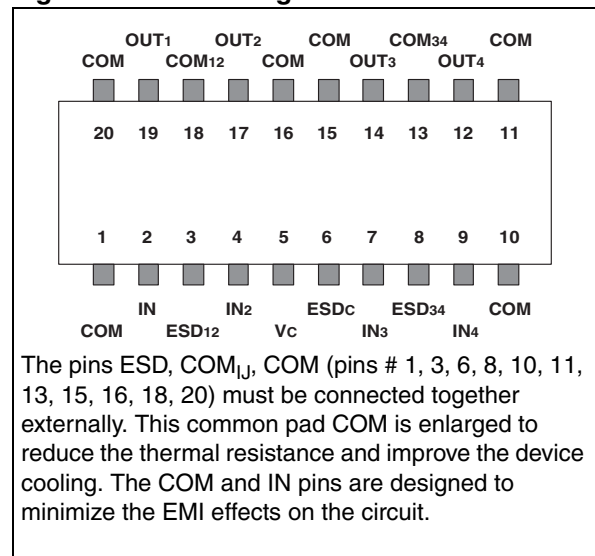 OUT1 OUT2 COM COM34 COM
COM COM12 COM OUT3 OUT4
20 19 18 17 16 15 14 13 12 11
1 2 3 4 5 6 7 8 9 10
IN IN2 ESDC ESD34 COM
COM ESD12 VC IN3 IN4
The pins ESD, COMIJ, COM (pins # 1, 3, 6, 8, 10, 11,
13, 15, 16, 18, 20) must be connected together
externally. This common pad COM is enlarged to
reduce the thermal resistance and improve the device
cooling. The COM and IN pins are designed to
minimize the EMI effects on the circuit.